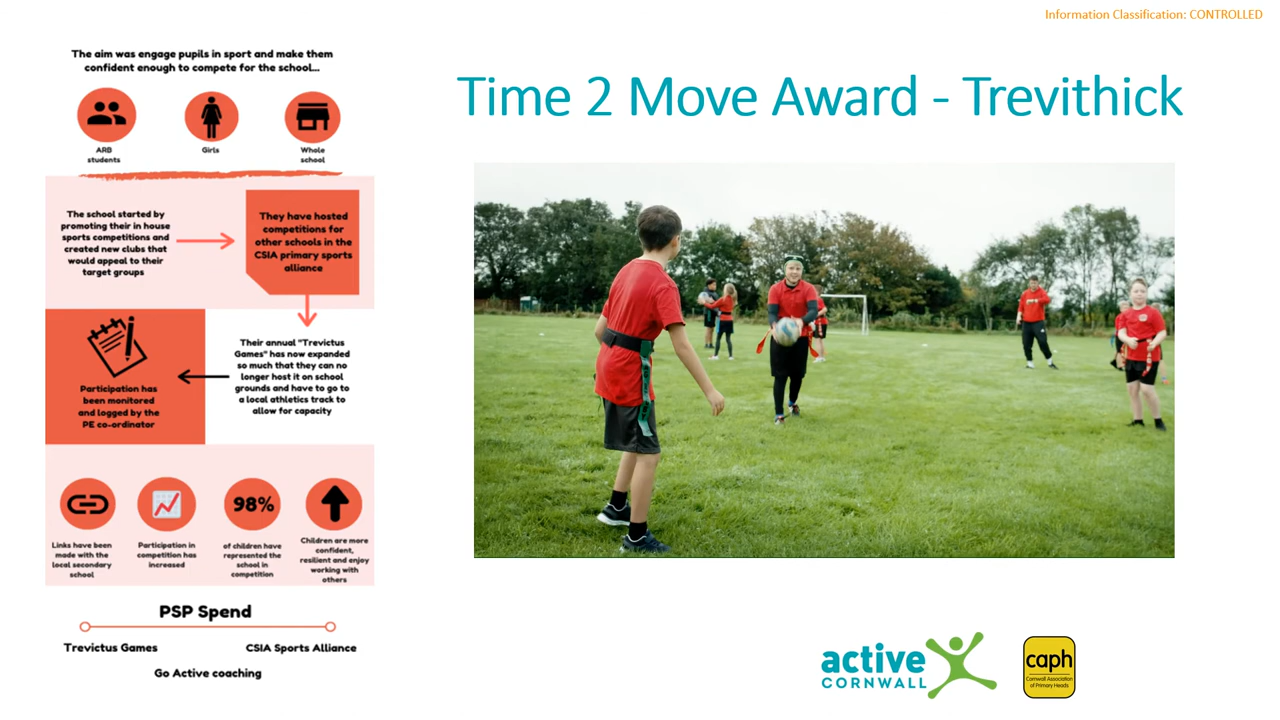 Information Classification: CONTROLLED
The aim was engage pupils in sport and make them
confident enough to compete for the school...
ARB
students
Girls
Whole
school
Time 2 Move Award - Trevithick
The school started by
promoting their in house
sports competitions and
created new clubs that
would appeal to their
target groups
They have hosted
competitions for
other schools in the
CSIA primary sports
alliance
Their annual "Trevictus
Games" has now expanded
so much that they can no
longer host it on school
grounds and have to go to
a local athletics track to
allow for capacity
Participation has
been monitored
and logged by the
PE co-ordinator
Links have been
made with the
local secondary
school
Participation in
competition has
increased
98%
of children have
represented the
school in
competition
Children are more
confident,
resilient and enjoy
working with
others
PSP Spend
Trevictus Games
CSIA Sports Alliance
Go Active coaching
active
CORNWALL
caph
Cornwall Association
of Primary Heads